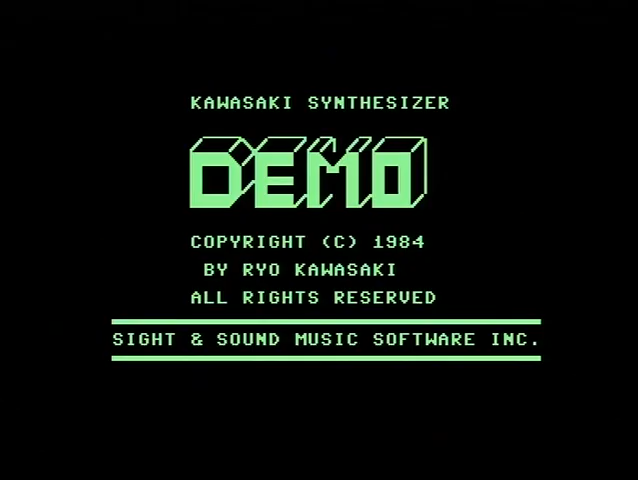 KAWASAKI SYNTHESIZER
DEMO
COPYRIGHT (C) 1984
BY RYO KAWASAKI
ALL RIGHTS RESERVED
SIGHT & SOUND MUSIC SOFTWARE INC.